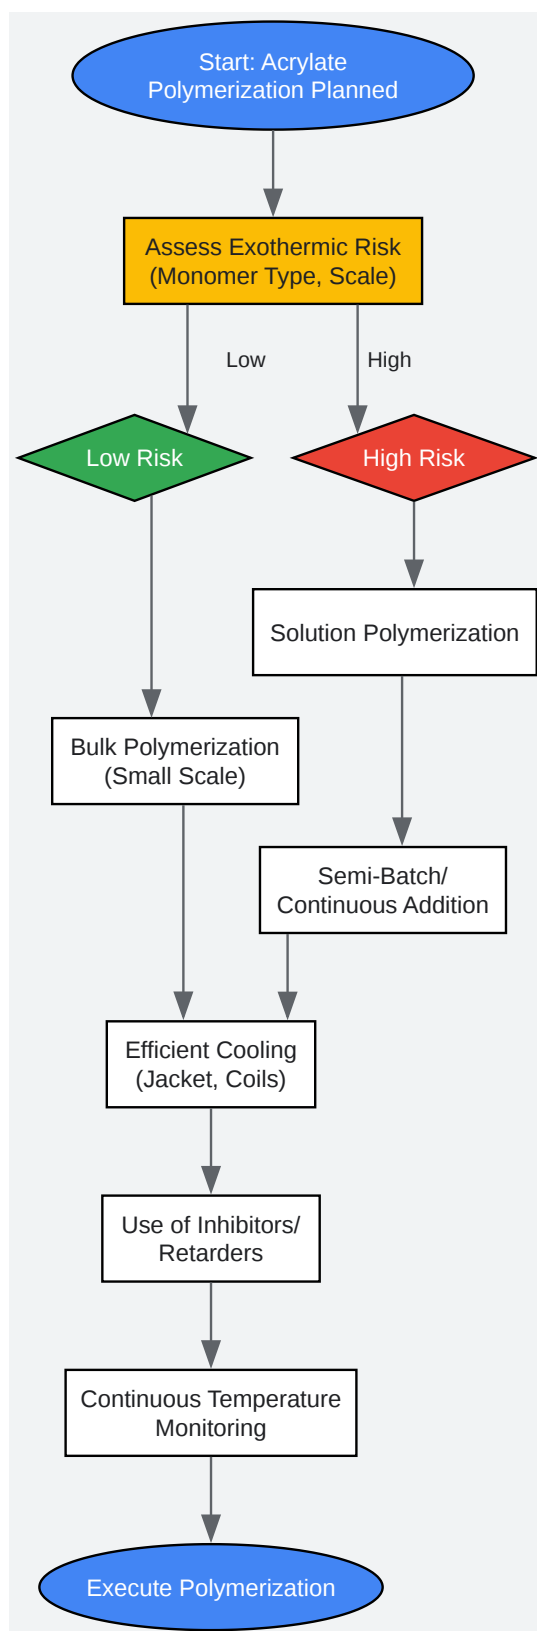 Start: Acrylate
Polymerization Planned
Assess Exothermic Risk
(Monomer Type, Scale)
Low
High
Low Risk
High Risk
Solution Polymerization
Bulk Polymerization
(Small Scale)
Semi-Batch/
Continuous Addition
Efficient Cooling
(Jacket, Coils)
Use of Inhibitors/
Retarders
Continuous Temperature
Monitoring
Execute Polymerization